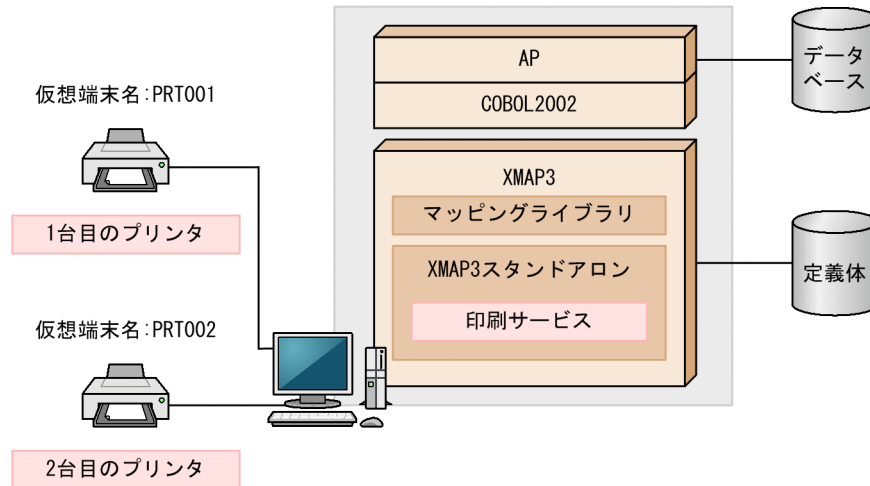 AP
COBOL2002
データ
ベース
仮想端末名:PRT001
1台目のプリンタ
XMAP3
マッピングライブラリ
XMAP3スタンドアロン
印刷サービス
定義体
仮想端末名:PRT002
2台目のプリンタ